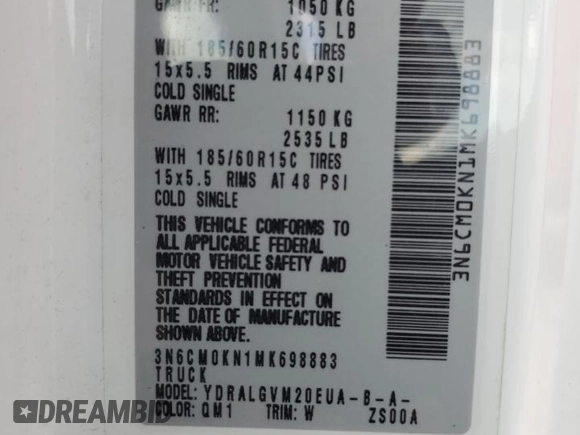 GAWR FR: 1050 KG
2315 LB
WITH 185/60R15C TIRES
15x5.5 RIMS AT 44PSI
COLD SINGLE
GAWR RR: 1150 KG
2535 LB
WITH 185/60R15C TIRES
15x5.5 RIMS AT 48 PSI
COLD SINGLE
THIS VEHICLE CONFORMS TO
ALL APPLICABLE FEDERAL
MOTOR VEHICLE SAFETY AND
THEFT PREVENTION
STANDARDS IN EFFECT ON
THE DATE OF MANUFACTURE
SHOWN ABOVE.
3N6CM0KN1MK698883
TRUCK
MODEL: YDRALGVM20EUA-B-A-
COLOR: QM1 TRIM: W ZS00A
3N6CM0KN1MK698883
REBIDDING